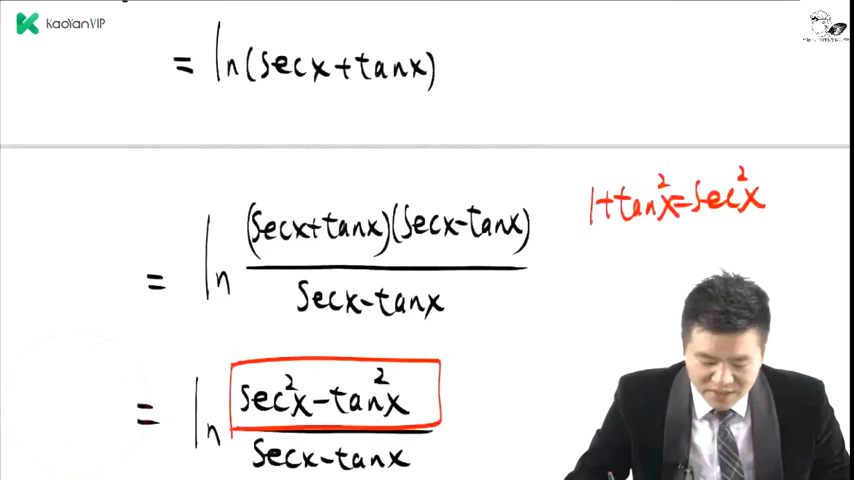 KaoYanVIP
= ln(secx+tanx)
1+tan²x=sec²x
= ln (secx+tanx)(secx-tanx)
secx-tanx
= ln sec²x-tan²x
secx-tanx